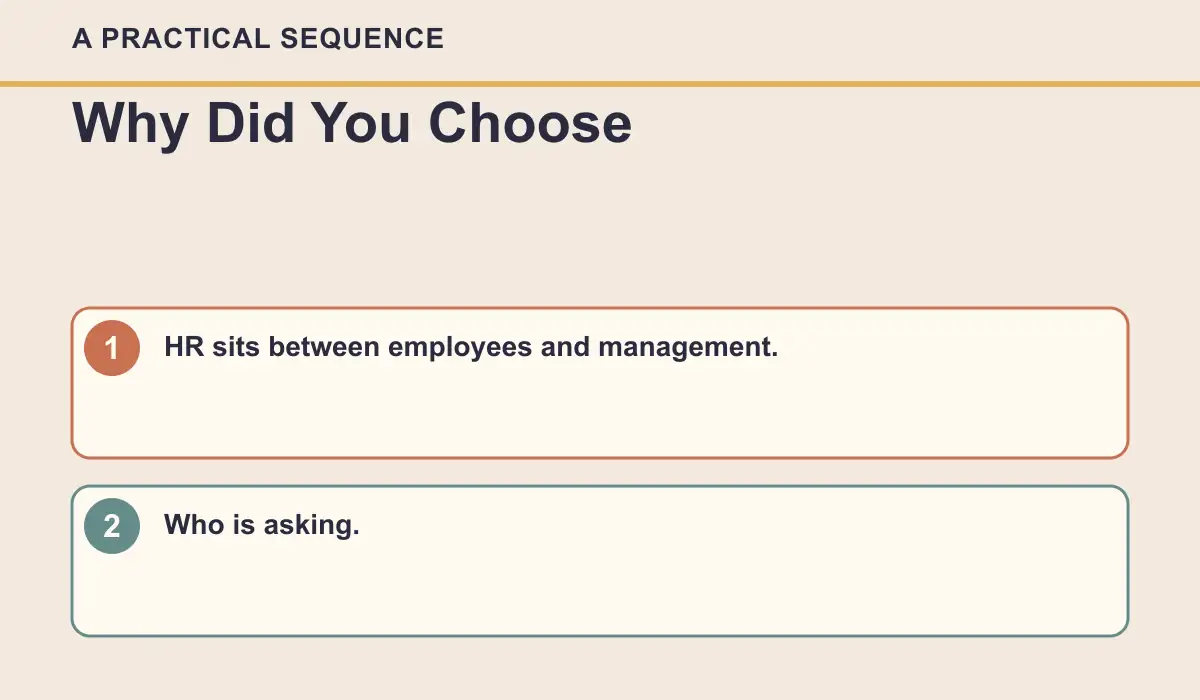 A PRACTICAL SEQUENCE
Why Did You Choose
1 HR sits between employees and management.
2 Who is asking.